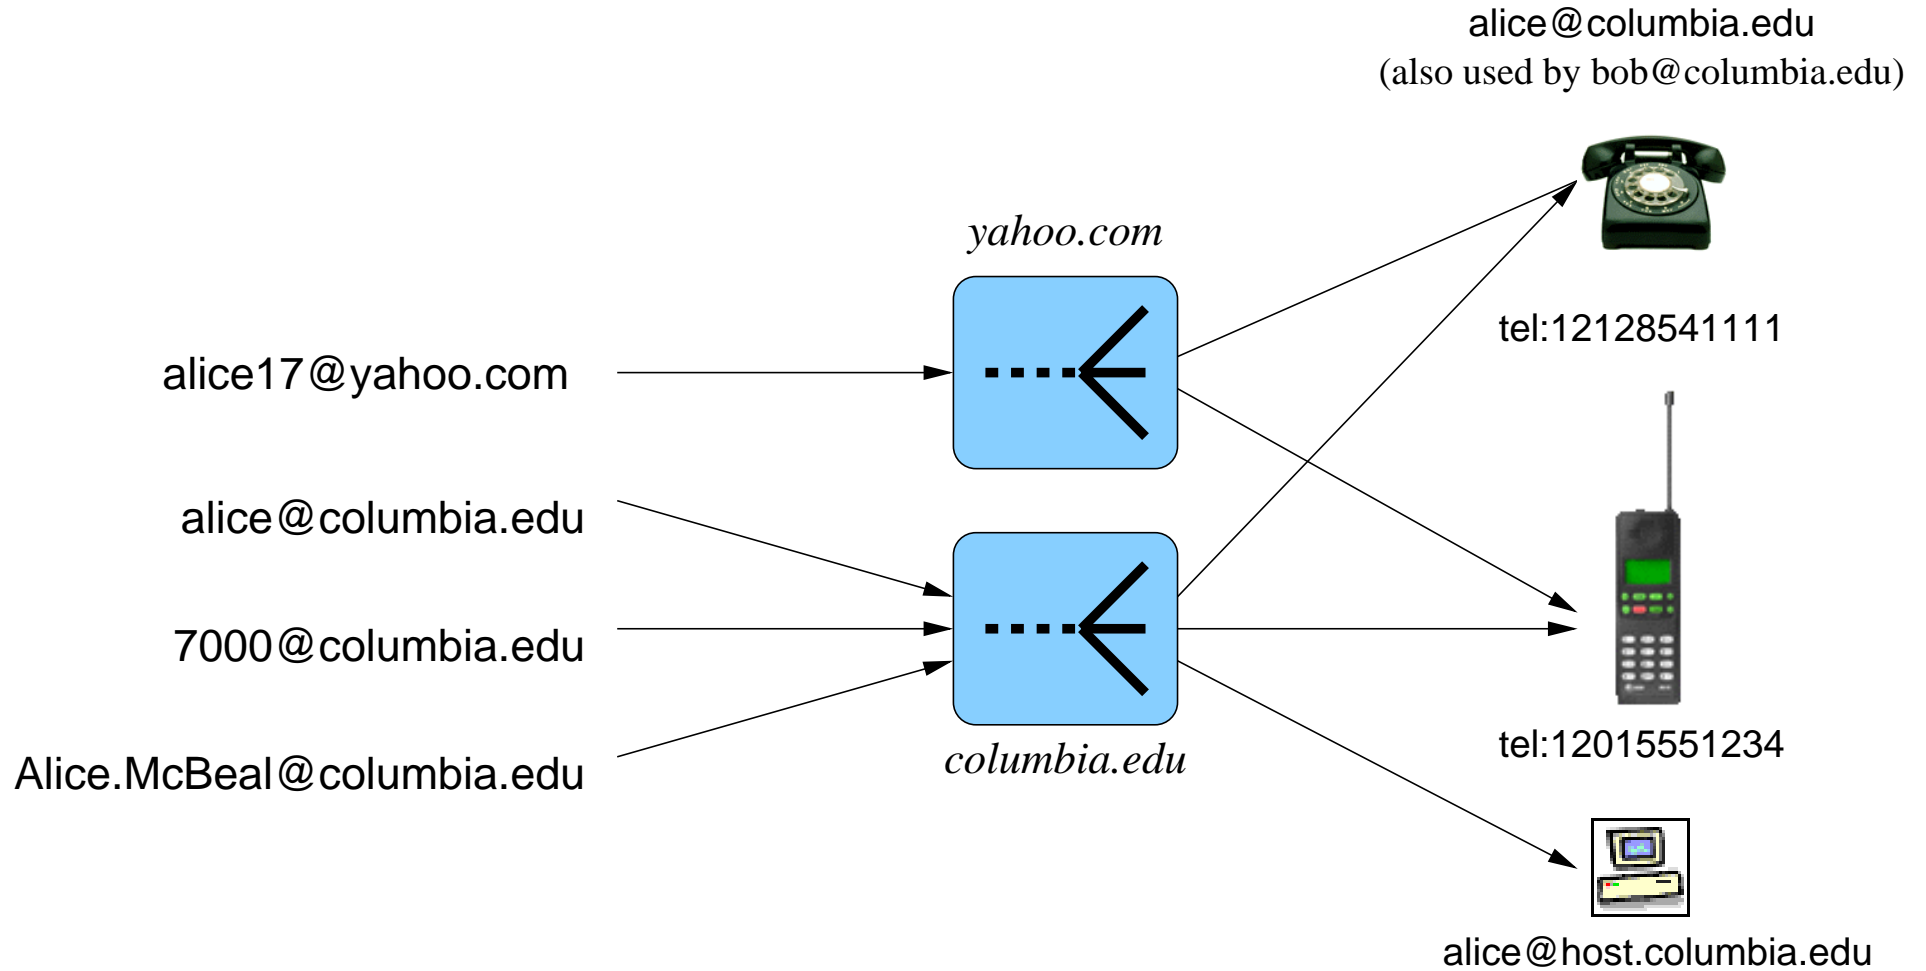 alice@columbia.edu
(also used by bob@columbia.edu)
yahoo.com
tel:12128541111
alice17@yahoo.com
alice@columbia.edu
7000@columbia.edu
Alice.McBeal@columbia.edu
columbia.edu
tel:12015551234
alice@host.columbia.edu